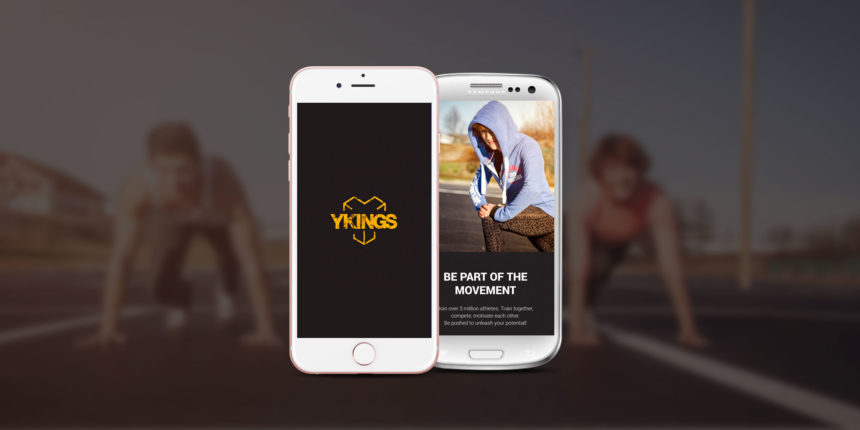 YKINGS
SAMSUNG
BE PART OF THE
MOVEMENT
Join over 3 million athletes. Train together,
compete, motivate each other.
Be pushed to unleash your potential!